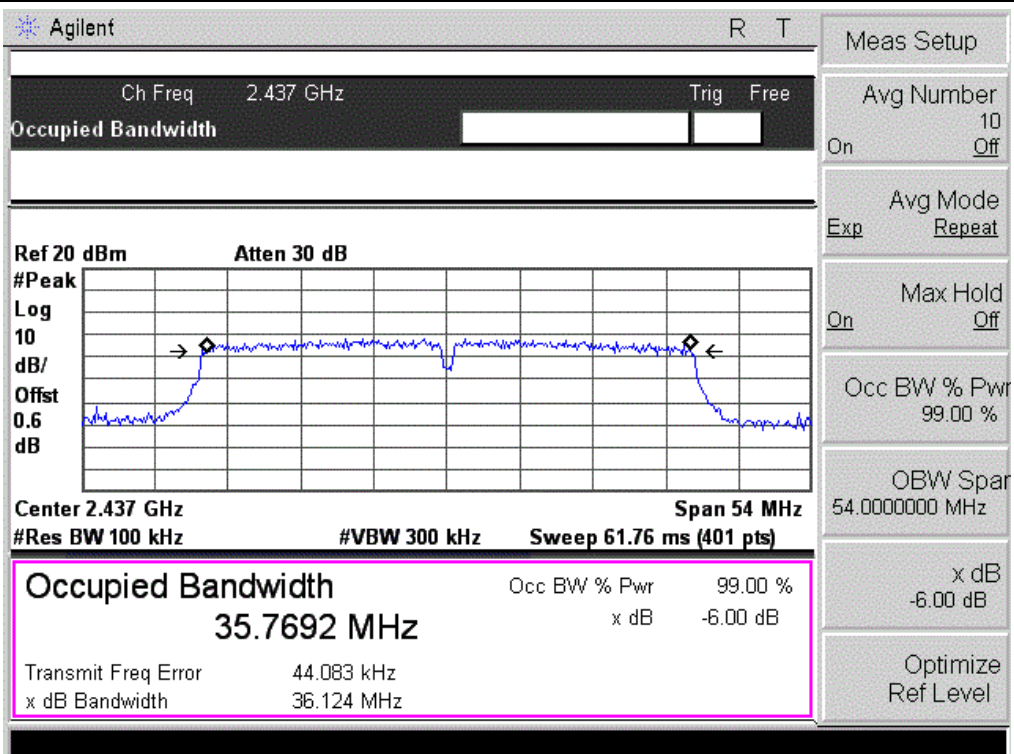 Agilent R T
Ch Freq 2.437 GHz Trig Free
Occupied Bandwidth
Ref 20 dBm Atten 30 dB
#Peak
Log
10
dB/
Offst
0.6
dB
Center 2.437 GHz Span 54 MHz
#Res BW 100 kHz #VBW 300 kHz Sweep 61.76 ms (401 pts)
Occupied Bandwidth
35.7692 MHz
Occ BW % Pwr 99.00 %
x dB -6.00 dB
Transmit Freq Error 44.083 kHz
x dB Bandwidth 36.124 MHz
Meas Setup
Avg Number
10
On Off
Avg Mode
Exp Repeat
Max Hold
On Off
Occ BW % Pwr
99.00 %
OBW Span
54.0000000 MHz
x dB
-6.00 dB
Optimize
Ref Level